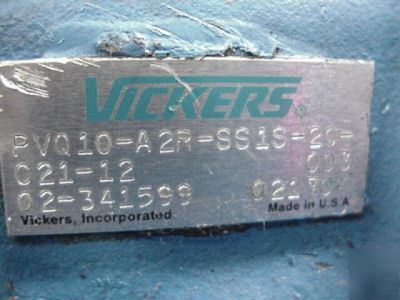 VICKERS
PVQ10-A2R-SS1S-20-
C21-12
02-341599
Vickers, Incorporated
Made in U.S.A